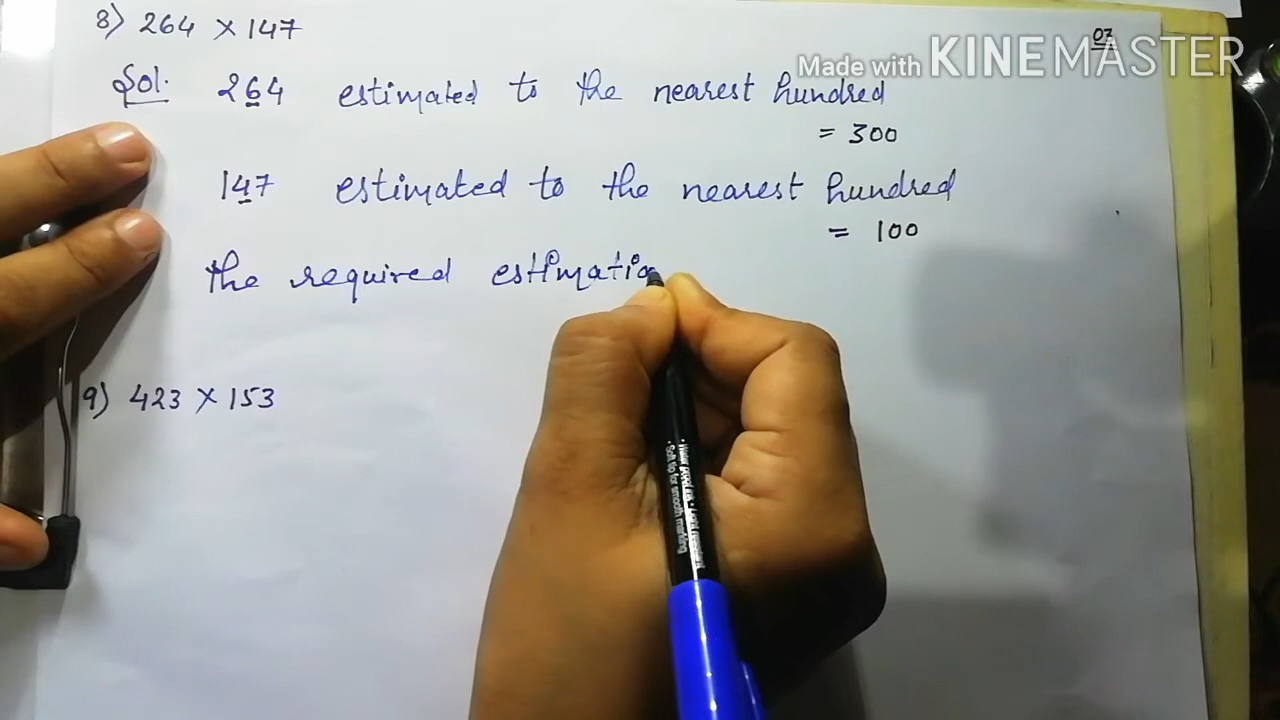 8) 264 × 147
07
Made with KINEMASTER
Sol. 264 estimated to the nearest hundred
= 300
147 estimated to the nearest hundred
= 100
the required estimatio
9) 423 × 153